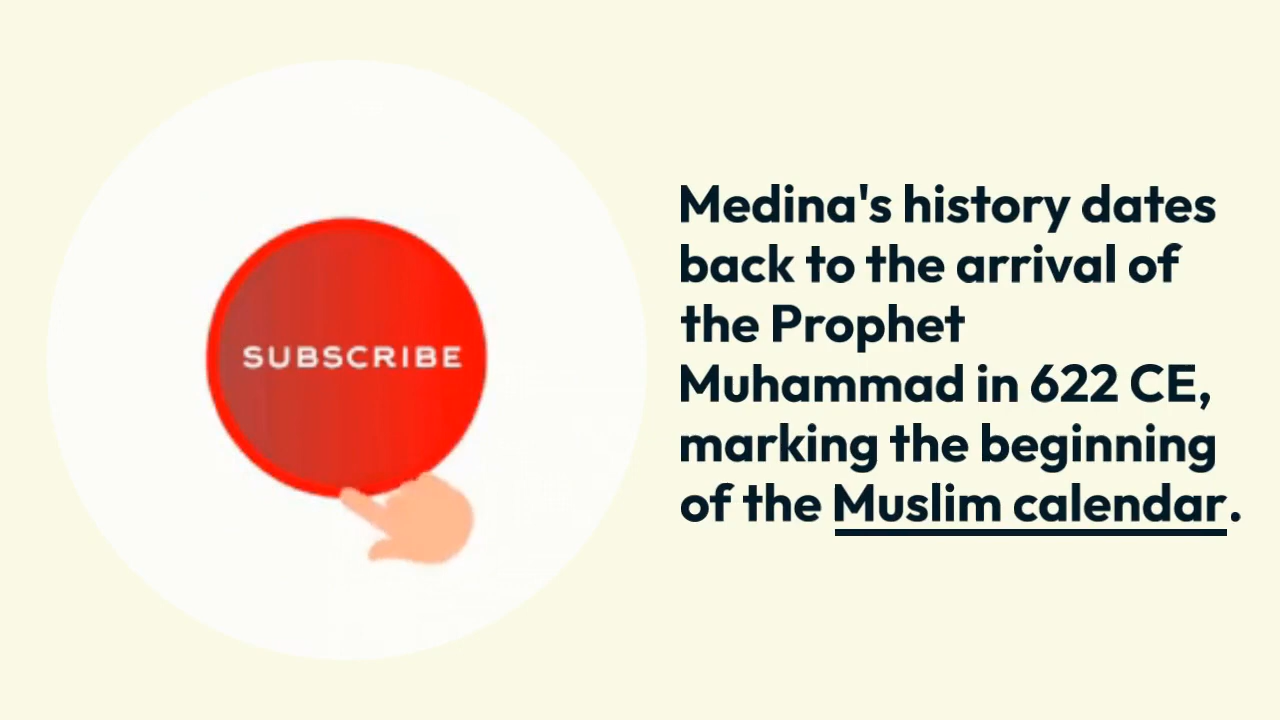 SUBSCRIBE
Medina's history dates
back to the arrival of
the Prophet
Muhammad in 622 CE,
marking the beginning
of the Muslim calendar.